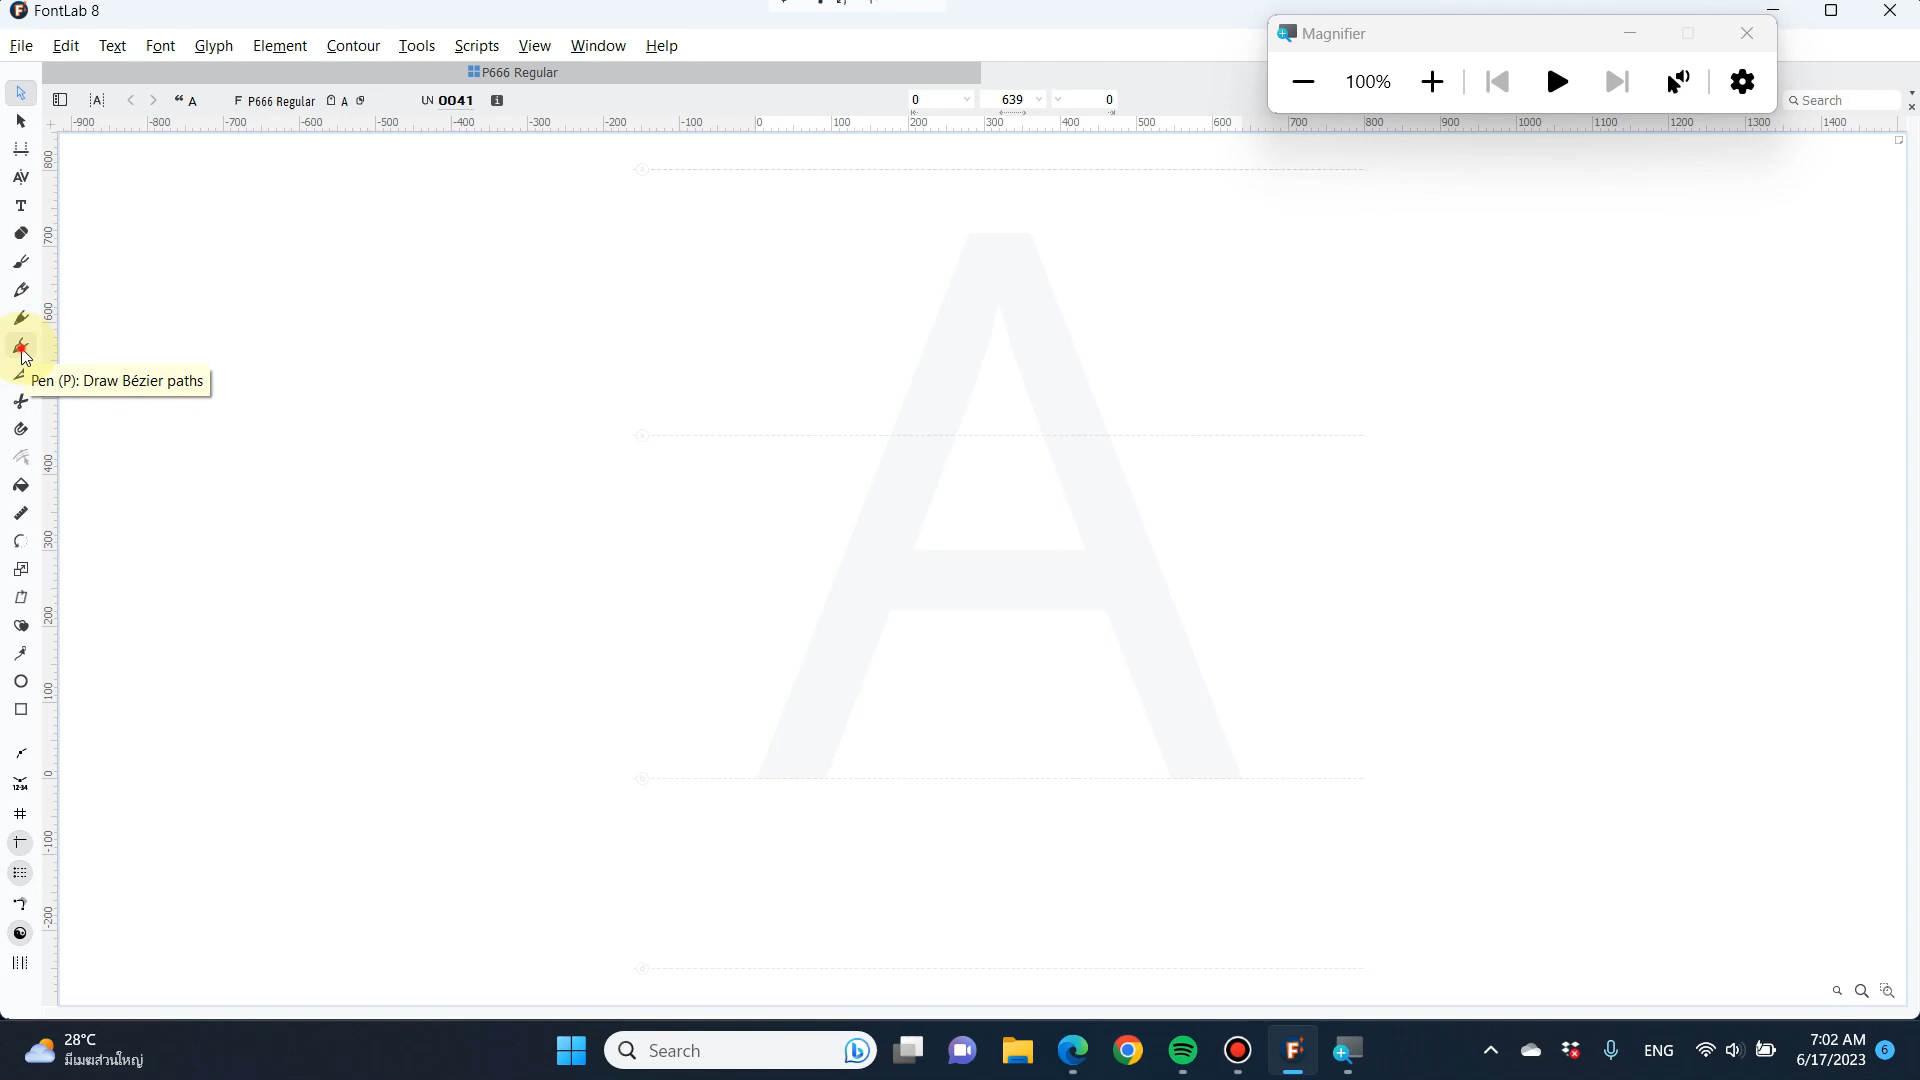 FontLab 8
File Edit Text Font Glyph Element Contour Tools Scripts View Window Help
Magnifier
100%
P666 Regular
“ A F P666 Regular A UN 0041 0 639 0 Search
-900 -800 -700 -600 -500 -400 -300 -200 -100 0 100 200 300 400 500 600 700 800 900 1000 1100 1200 1300 1400
800
700
600
400
300
200
100
0
-100
-200
A
Pen (P): Draw Bézier paths
28°C
มีเมฆส่วนใหญ่
Search
ENG
7:02 AM
6/17/2023
6